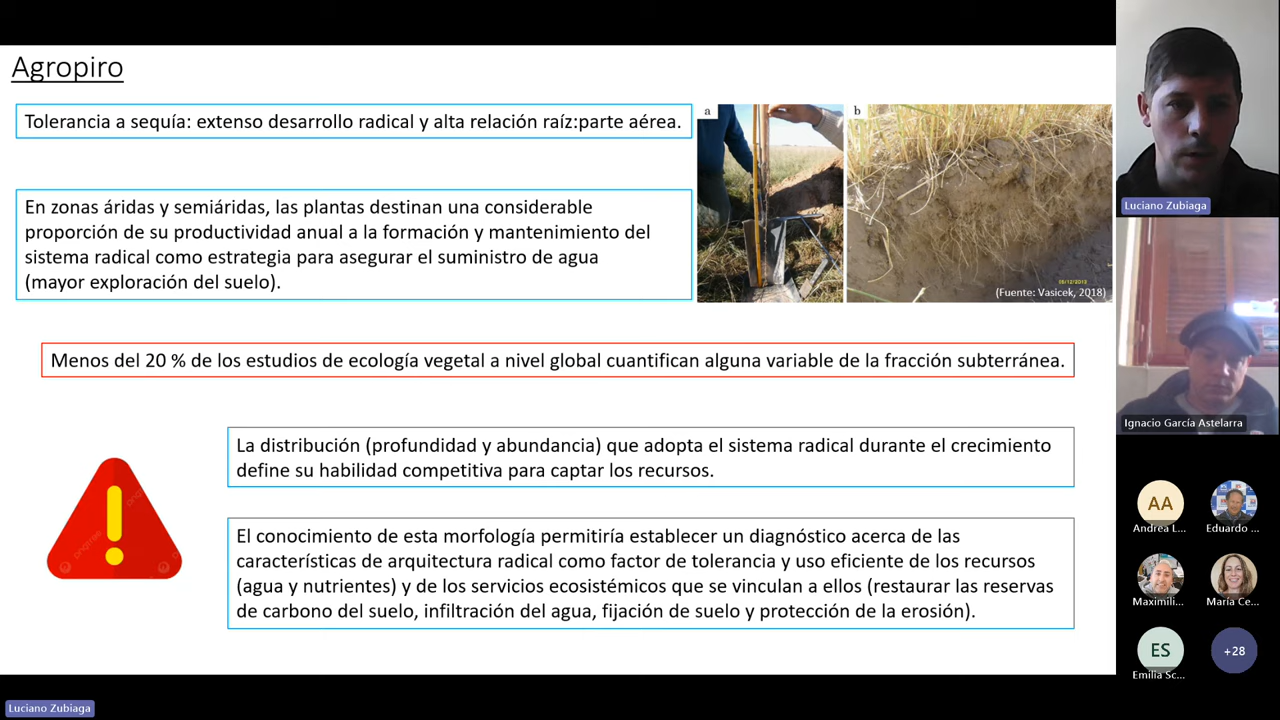 Agropiro
Tolerancia a sequía: extenso desarrollo radical y alta relación raíz:parte aérea.
a
b
En zonas áridas y semiáridas, las plantas destinan una considerable
proporción de su productividad anual a la formación y mantenimiento del
sistema radical como estrategia para asegurar el suministro de agua
(mayor exploración del suelo).
(Fuente: Vasicek, 2018)
Menos del 20 % de los estudios de ecología vegetal a nivel global cuantifican alguna variable de la fracción subterránea.
La distribución (profundidad y abundancia) que adopta el sistema radical durante el crecimiento
define su habilidad competitiva para captar los recursos.
El conocimiento de esta morfología permitiría establecer un diagnóstico acerca de las
características de arquitectura radical como factor de tolerancia y uso eficiente de los recursos
(agua y nutrientes) y de los servicios ecosistémicos que se vinculan a ellos (restaurar las reservas
de carbono del suelo, infiltración del agua, fijación de suelo y protección de la erosión).
Luciano Zubiaga
Ignacio García Astelarra
AA
Andrea L...
Eduardo ...
Maximili...
María Ce...
ES
Emilia Sc...
+28
Luciano Zubiaga